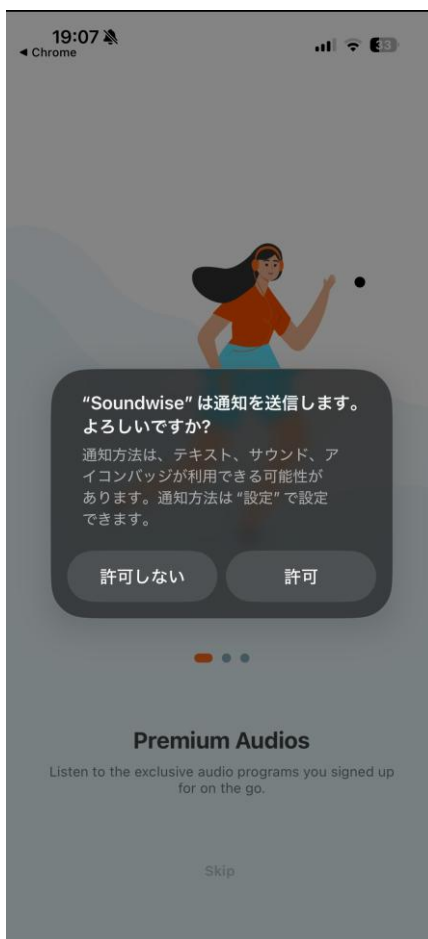 19:07
◀ Chrome
33
“Soundwise” は通知を送信します。
よろしいですか?
通知方法は、テキスト、サウンド、ア
イコンバッジが利用できる可能性が
あります。通知方法は“設定”で設定
できます。
許可しない
許可
Premium Audios
Listen to the exclusive audio programs you signed up
for on the go.
Skip